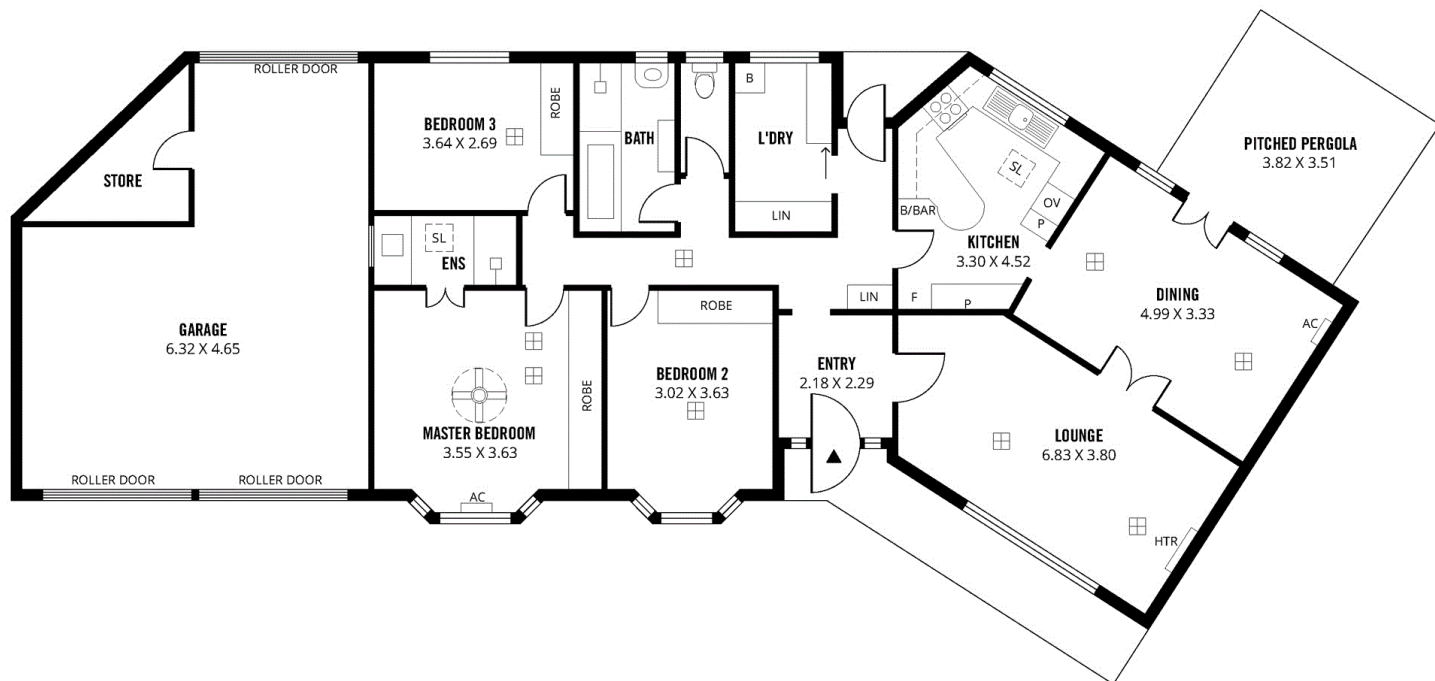 ROLLER DOOR
STORE
GARAGE
6.32 X 4.65
ROLLER DOOR
ROLLER DOOR
BEDROOM 3
3.64 X 2.69
ROBE
BATH
B
L'DRY
LIN
SL
ENS
MASTER BEDROOM
3.55 X 3.63
ROBE
AC
ROBE
BEDROOM 2
3.02 X 3.63
LIN
ENTRY
2.18 X 2.29
B/BAR
SL
OV
P
KITCHEN
3.30 X 4.52
F
P
PITCHED PERGOLA
3.82 X 3.51
DINING
4.99 X 3.33
AC
LOUNGE
6.83 X 3.80
HTR